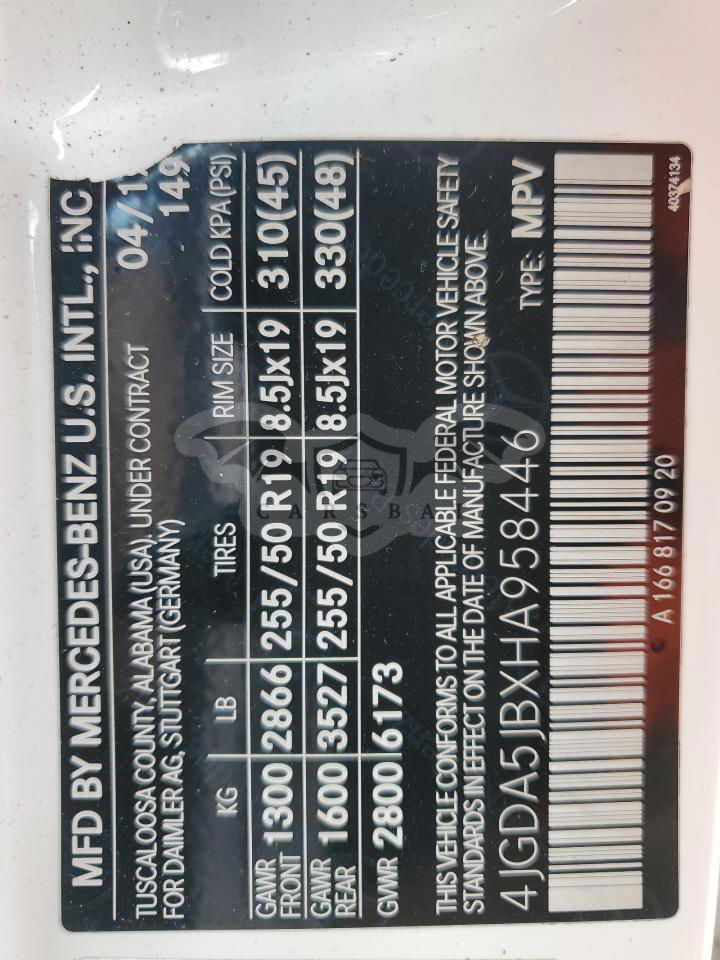 MFD BY MERCEDES-BENZ U.S. INTL., INC
TUSCALOOSA COUNTY, ALABAMA (USA), UNDER CONTRACT 04/1
FOR DAIMLER AG, STUTTGART (GERMANY) 149
KG LB TIRES RIM SIZE COLD KPA (PSI)
GAWR FRONT 1300 2866 255/50 R19 8.5Jx19 310(45)
GAWR REAR 1600 3527 255/50 R19 8.5Jx19 330(48)
GVWR 2800 6173
THIS VEHICLE CONFORMS TO ALL APPLICABLE FEDERAL MOTOR VEHICLE SAFETY
STANDARDS IN EFFECT ON THE DATE OF MANUFACTURE SHOWN ABOVE.
4JGDA5JBXHA958446 TYPE: MPV
A 166 817 09 20 40374134